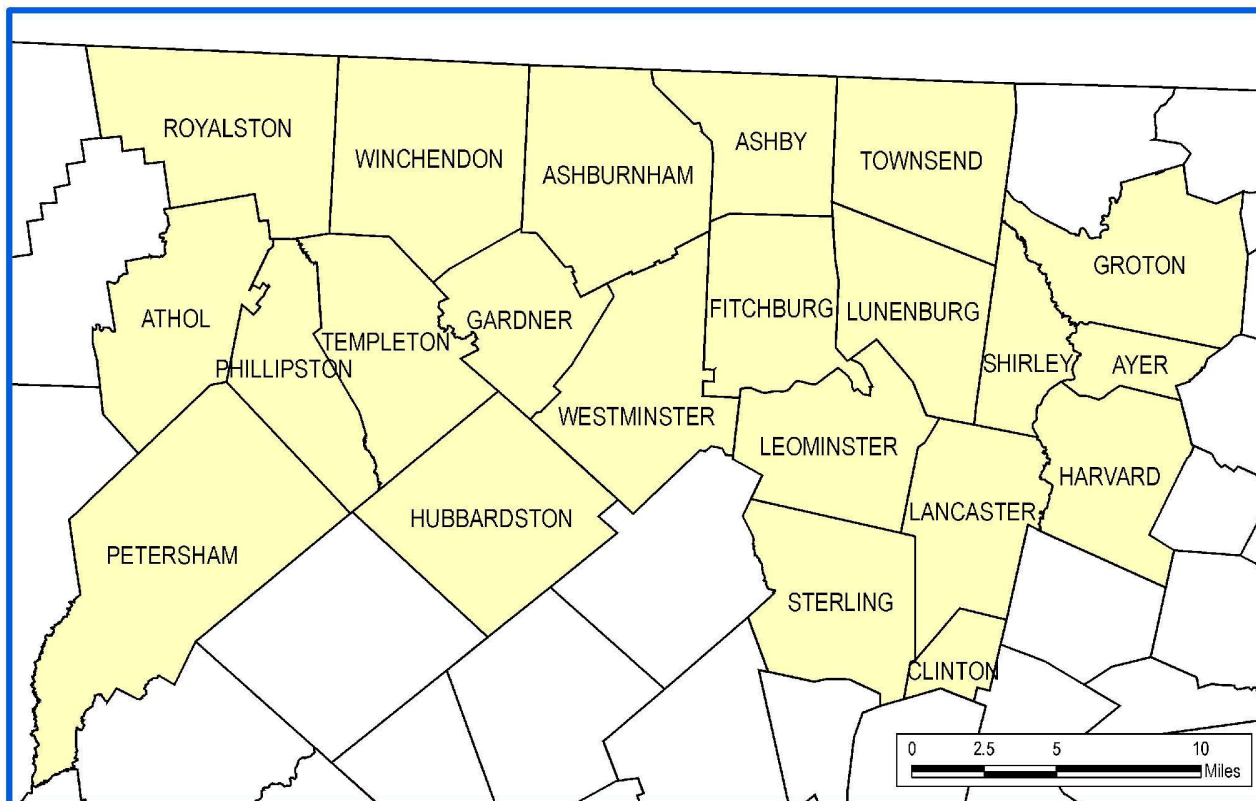 ROYALSTON
WINCHENDON
ASHBURNHAM
ASHBY
TOWNSEND
GROTON
ATHOL
PHILLIPSTON
TEMPLETON
GARDNER
FITCHBURG
LUNENBURG
SHIRLEY
AYER
WESTMINSTER
LEOMINSTER
HARVARD
HUBBARDSTON
LANCASTER
PETERSHAM
STERLING
CLINTON
0 2.5 5 10
Miles